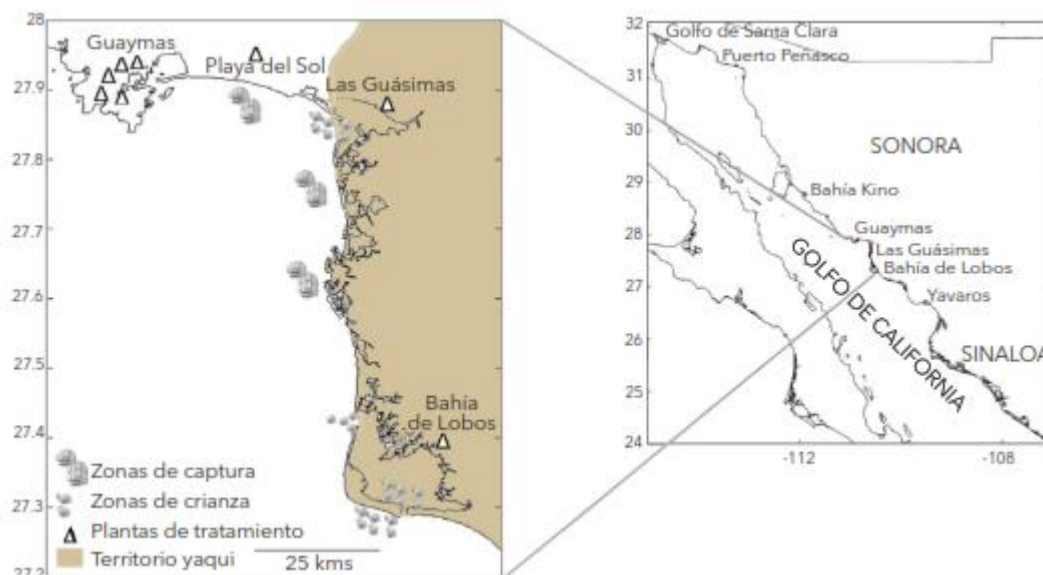 28
Guaymas
27.9
Playa del Sol
Las Guásimas
27.8
27.7
27.6
27.5
27.4
Bahía
de Lobos
27.3
Zonas de captura
Zonas de crianza
Plantas de tratamiento
Territorio yaqui
25 kms
32
Golfo de Santa Clara
Puerto Peñasco
31
30
SONORA
29
Bahía Kino
28
Guaymas
Las Guásimas
Bahía de Lobos
27
Yavaros
GOLFO DE CALIFORNIA
26
SINALOA
25
24
-112
-108